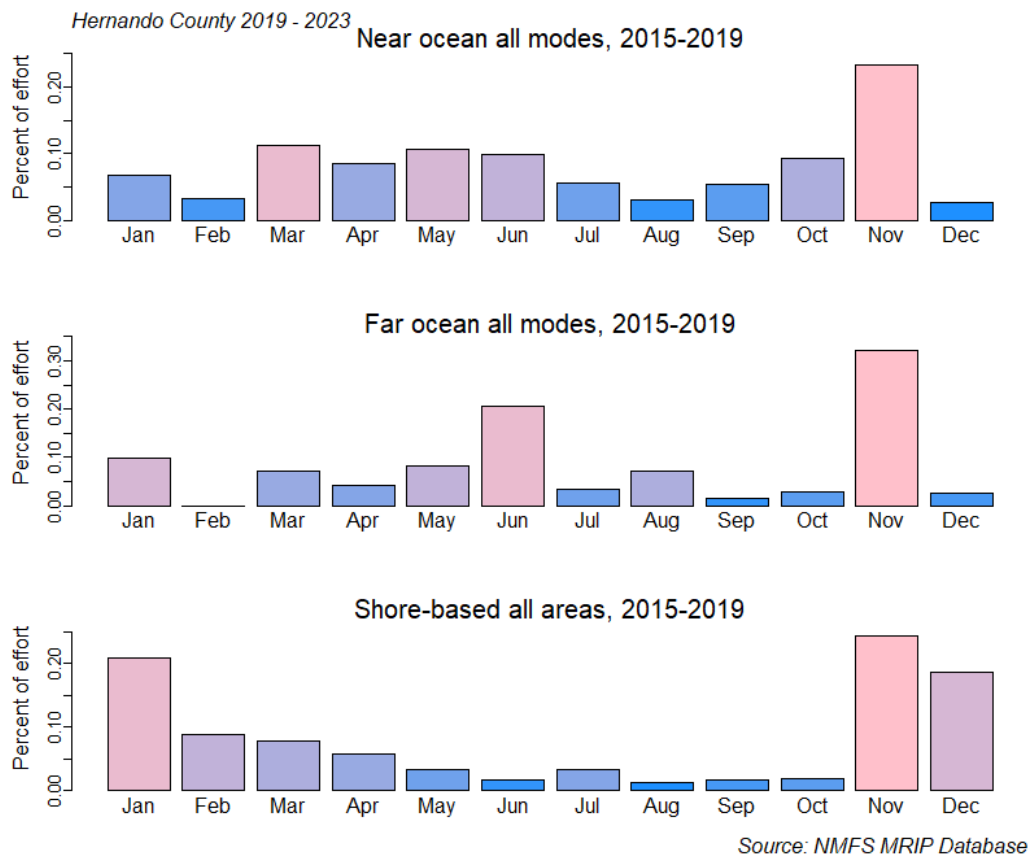 Hernando County 2019 - 2023
Near ocean all modes, 2015-2019
Percent of effort
0.20
0.10
0.00
Jan Feb Mar Apr May Jun Jul Aug Sep Oct Nov Dec
Far ocean all modes, 2015-2019
Percent of effort
0.30
0.20
0.10
0.00
Jan Feb Mar Apr May Jun Jul Aug Sep Oct Nov Dec
Shore-based all areas, 2015-2019
Percent of effort
0.20
0.10
0.00
Jan Feb Mar Apr May Jun Jul Aug Sep Oct Nov Dec
Source: NMFS MRIP Database